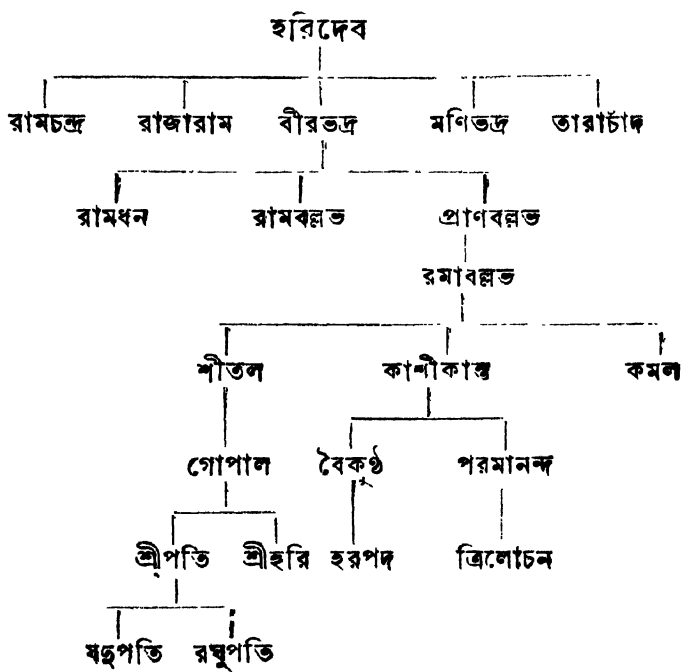 হরিদেব
রামচন্দ্র রাজারাম বীরভদ্র মণিভদ্র তারাচাঁদ
রামধন রামবল্লভ প্রাণবল্লভ
রমাবল্লভ
শীতল কাশীকান্ত কমল
গোপাল বৈকুণ্ঠ পরমানন্দ
শ্রীপতি শ্রীহরি হরপদ ত্রিলোচন
যদুপতি রঘুপতি